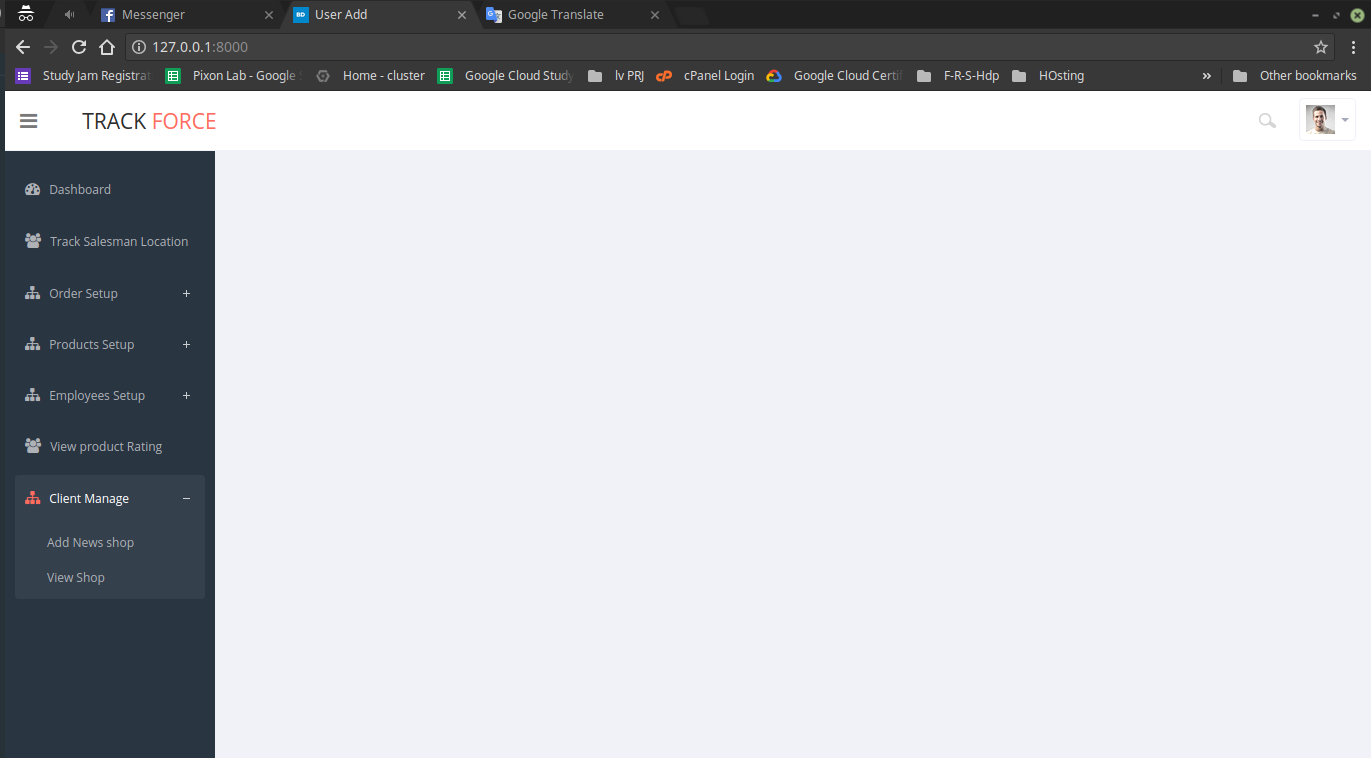 Messenger
User Add
Google Translate
127.0.0.1:8000
Study Jam Registrat
Pixon Lab - Google
Home - cluster
Google Cloud Study
lv PRJ
cPanel Login
Google Cloud Certif
F-R-S-Hdp
HOsting
»
Other bookmarks
TRACK FORCE
Dashboard
Track Salesman Location
Order Setup +
Products Setup +
Employees Setup +
View product Rating
Client Manage −
Add News shop
View Shop